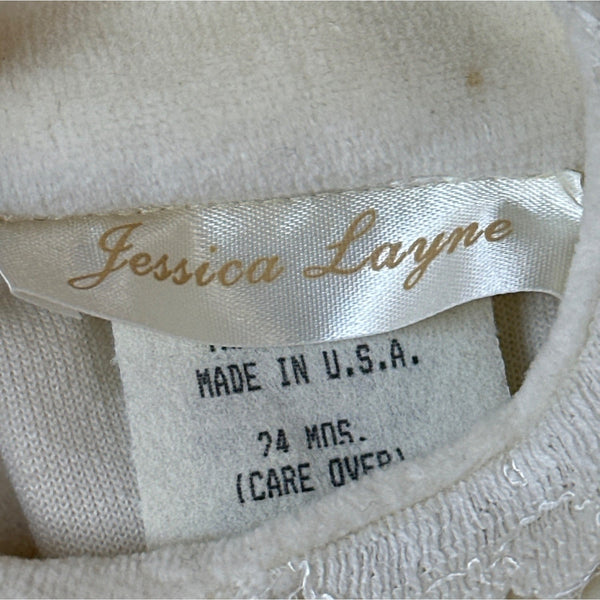 Jessica Layne
MADE IN U.S.A.
24 MOS.
(CARE OVER)